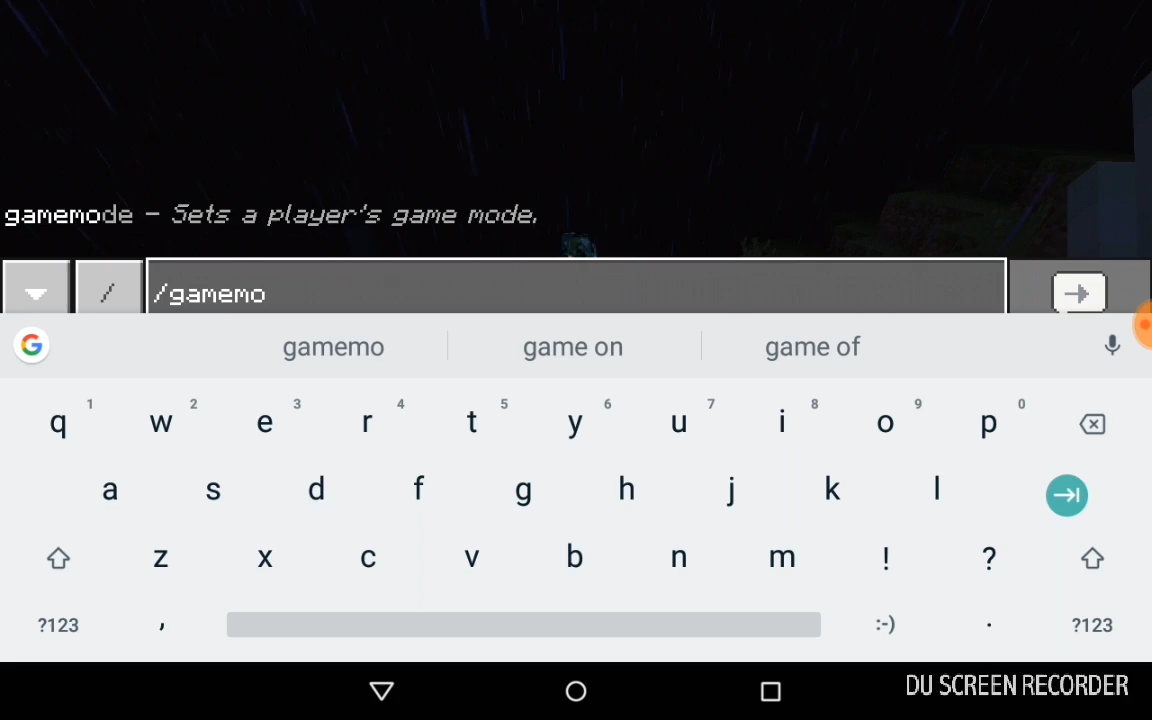 gamemode – Sets a player's game mode.
/
/gamemo
gamemo game on game of
1 2 3 4 5 6 7 8 9 0
q w e r t y u i o p
a s d f g h j k l
z x c v b n m ! ?
?123 , :-) . ?123
DU SCREEN RECORDER